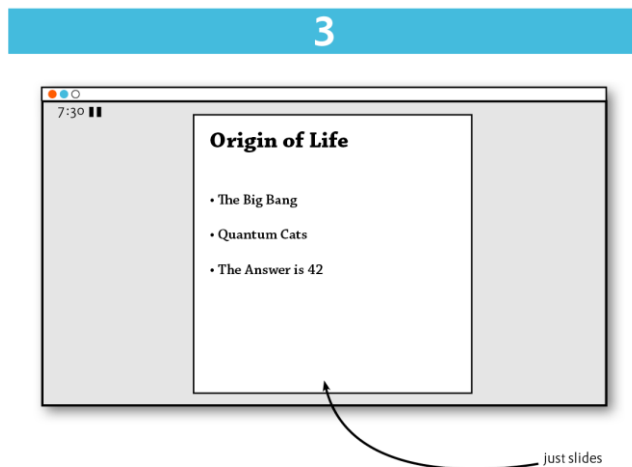 3
7:30
Origin of Life
• The Big Bang
• Quantum Cats
• The Answer is 42
just slides